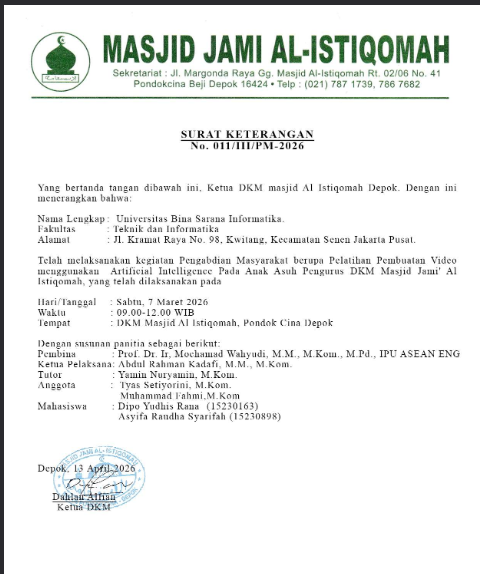 MASJID JAMI AL-ISTIQOMAH
Sekretariat : Jl. Margonda Raya Gg. Masjid Al-Istiqomah Rt. 02/06 No. 41
Pondokcina Beji Depok 16424 • Telp : (021) 787 1739, 786 7682
SURAT KETERANGAN
No. 011/III/PM-2026
Yang bertanda tangan dibawah ini, Ketua DKM masjid Al Istiqomah Depok. Dengan ini
menerangkan bahwa:
Nama Lengkap : Universitas Bina Sarana Informatika.
Fakultas : Teknik dan Informatika
Alamat : Jl. Kramat Raya No. 98, Kwitang, Kecamatan Senen Jakarta Pusat.
Telah melaksanakan kegiatan Pengabdian Masyarakat berupa Pelatihan Pembuatan Video
menggunakan Artificial Intelligence Pada Anak Asuh Pengurus DKM Masjid Jami' Al
Istiqomah, yang telah dilaksanakan pada
Hari/Tanggal : Sabtu, 7 Maret 2026
Waktu : 09.00-12.00 WIB
Tempat : DKM Masjid Al Istiqomah, Pondok Cina Depok
Dengan susunan panitia sebagai berikut:
Pembina : Prof. Dr. Ir, Mochamad Wahyudi, M.M., M.Kom., M.Pd., IPU ASEAN ENG
Ketua Pelaksana: Abdul Rahman Kadafi, M.M., M.Kom.
Tutor : Yamin Nuryamin, M.Kom.
Anggota : Tyas Setiyorini, M.Kom
Muhammad Fahmi,M.Kom
Mahasiswa : Dipo Yudhis Rana (15230163)
Asyifa Raudha Syarifah (15230898)
Depok, 13 April 2026
Dahlan Alfian
Ketua DKM